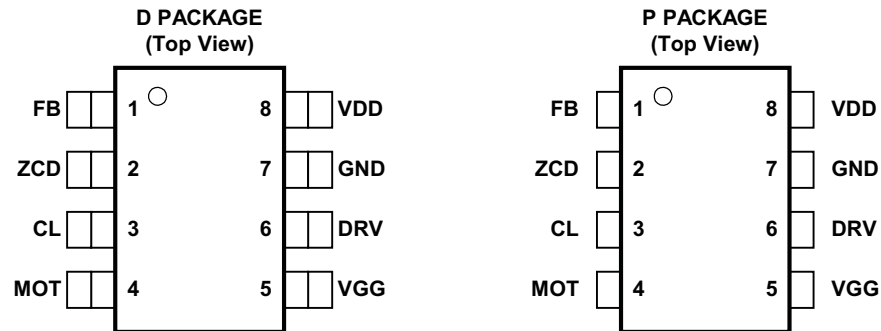 D PACKAGE
(Top View)
FB 1 8 VDD
ZCD 2 7 GND
CL 3 6 DRV
MOT 4 5 VGG
P PACKAGE
(Top View)
FB 1 8 VDD
ZCD 2 7 GND
CL 3 6 DRV
MOT 4 5 VGG